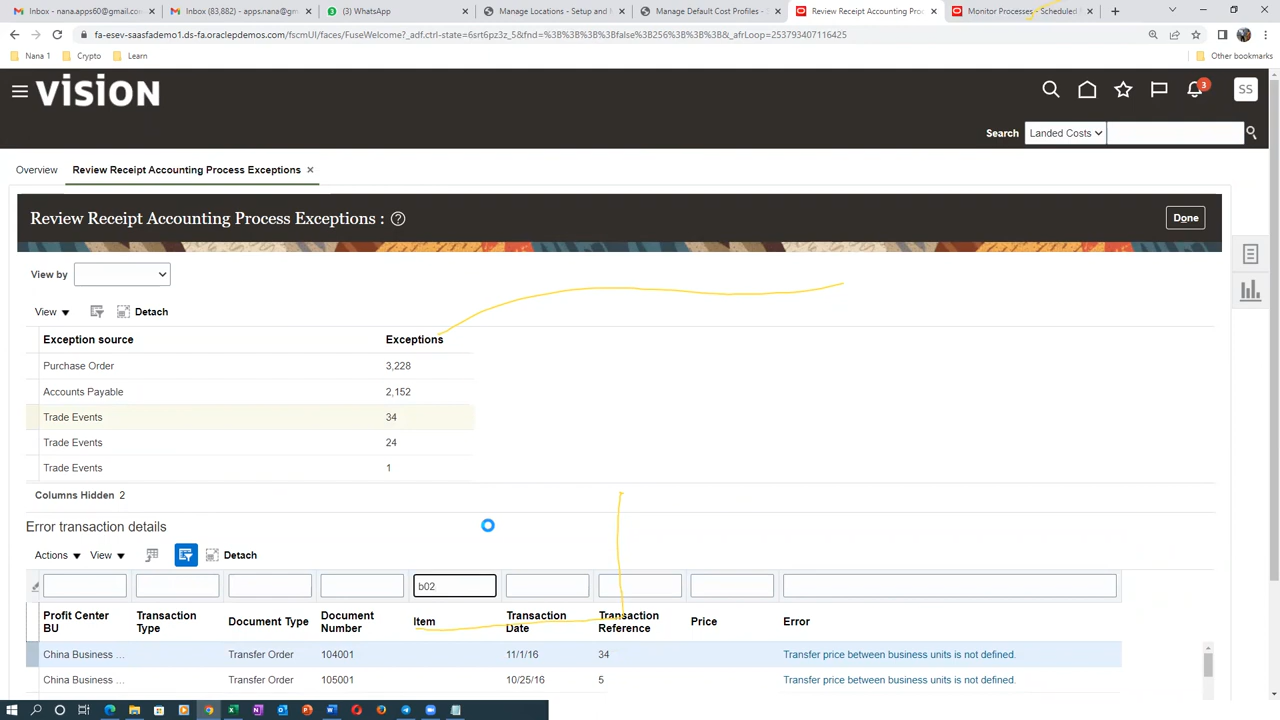 Inbox - nana.apps60@gmail.com
Inbox (83,882) - apps.nana@gm
(3) WhatsApp
Manage Locations - Setup and M
Manage Default Cost Profiles - S
Review Receipt Accounting Proc
Monitor Processes - Scheduled
fa-esev-saasfademo1.ds-fa.oraclepdemos.com/fscmUI/faces/FuseWelcome?_adf.ctrl-state=6srt6pz3z_5&fnd=%3B%3B%3B%3Bfalse%3B256%3B%3B%3B&_afrLoop=253793407116425
Nana 1 Crypto Learn Other bookmarks
VISION 3 SS
Search Landed Costs
Overview Review Receipt Accounting Process Exceptions
Review Receipt Accounting Process Exceptions : Done
View by
View Detach
Exception source Exceptions
Purchase Order 3,228
Accounts Payable 2,152
Trade Events 34
Trade Events 24
Trade Events 1
Columns Hidden 2
Error transaction details
Actions View Detach
b02
Profit Center BU Transaction Type Document Type Document Number Item Transaction Date Transaction Reference Price Error
China Business ... Transfer Order 104001 11/1/16 34 Transfer price between business units is not defined.
China Business ... Transfer Order 105001 10/25/16 5 Transfer price between business units is not defined.